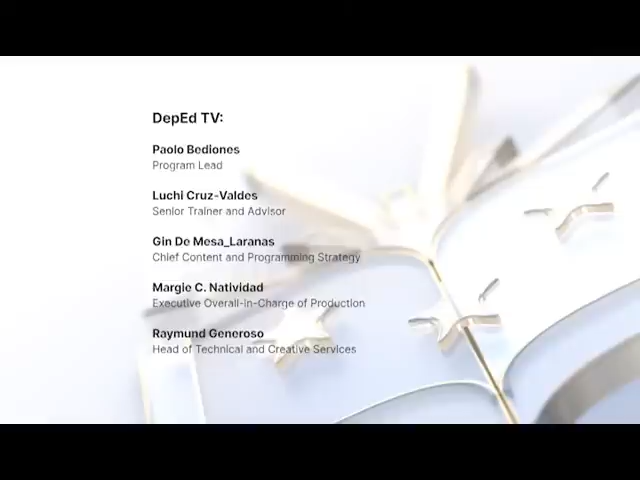 DepEd TV:
Paolo Bediones
Program Lead
Luchi Cruz-Valdes
Senior Trainer and Advisor
Gin De Mesa_Laranas
Chief Content and Programming Strategy
Margie C. Natividad
Executive Overall-in-Charge of Production
Raymund Generoso
Head of Technical and Creative Services